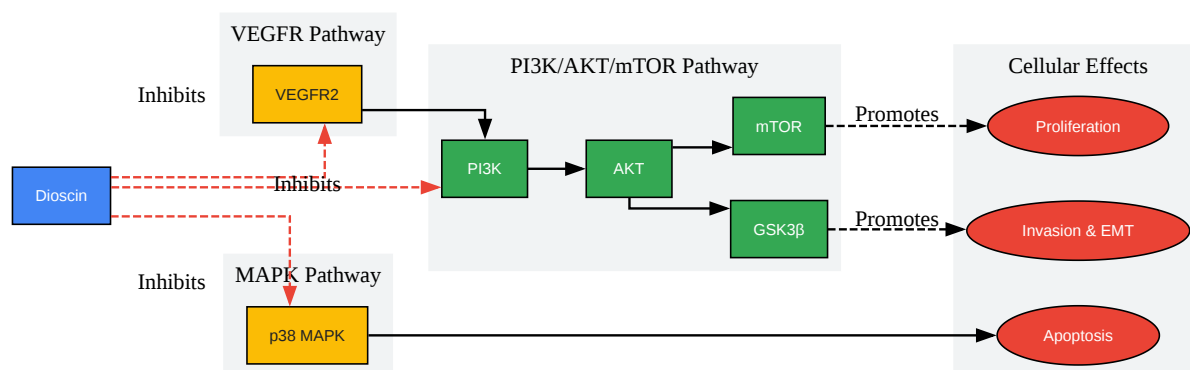 VEGFR Pathway
PI3K/AKT/mTOR Pathway
Cellular Effects
Inhibits
VEGFR2
mTOR
Promotes
Proliferation
Dioscin
Inhibits
PI3K
AKT
GSK3β
Promotes
Invasion & EMT
Inhibits
MAPK Pathway
p38 MAPK
Apoptosis